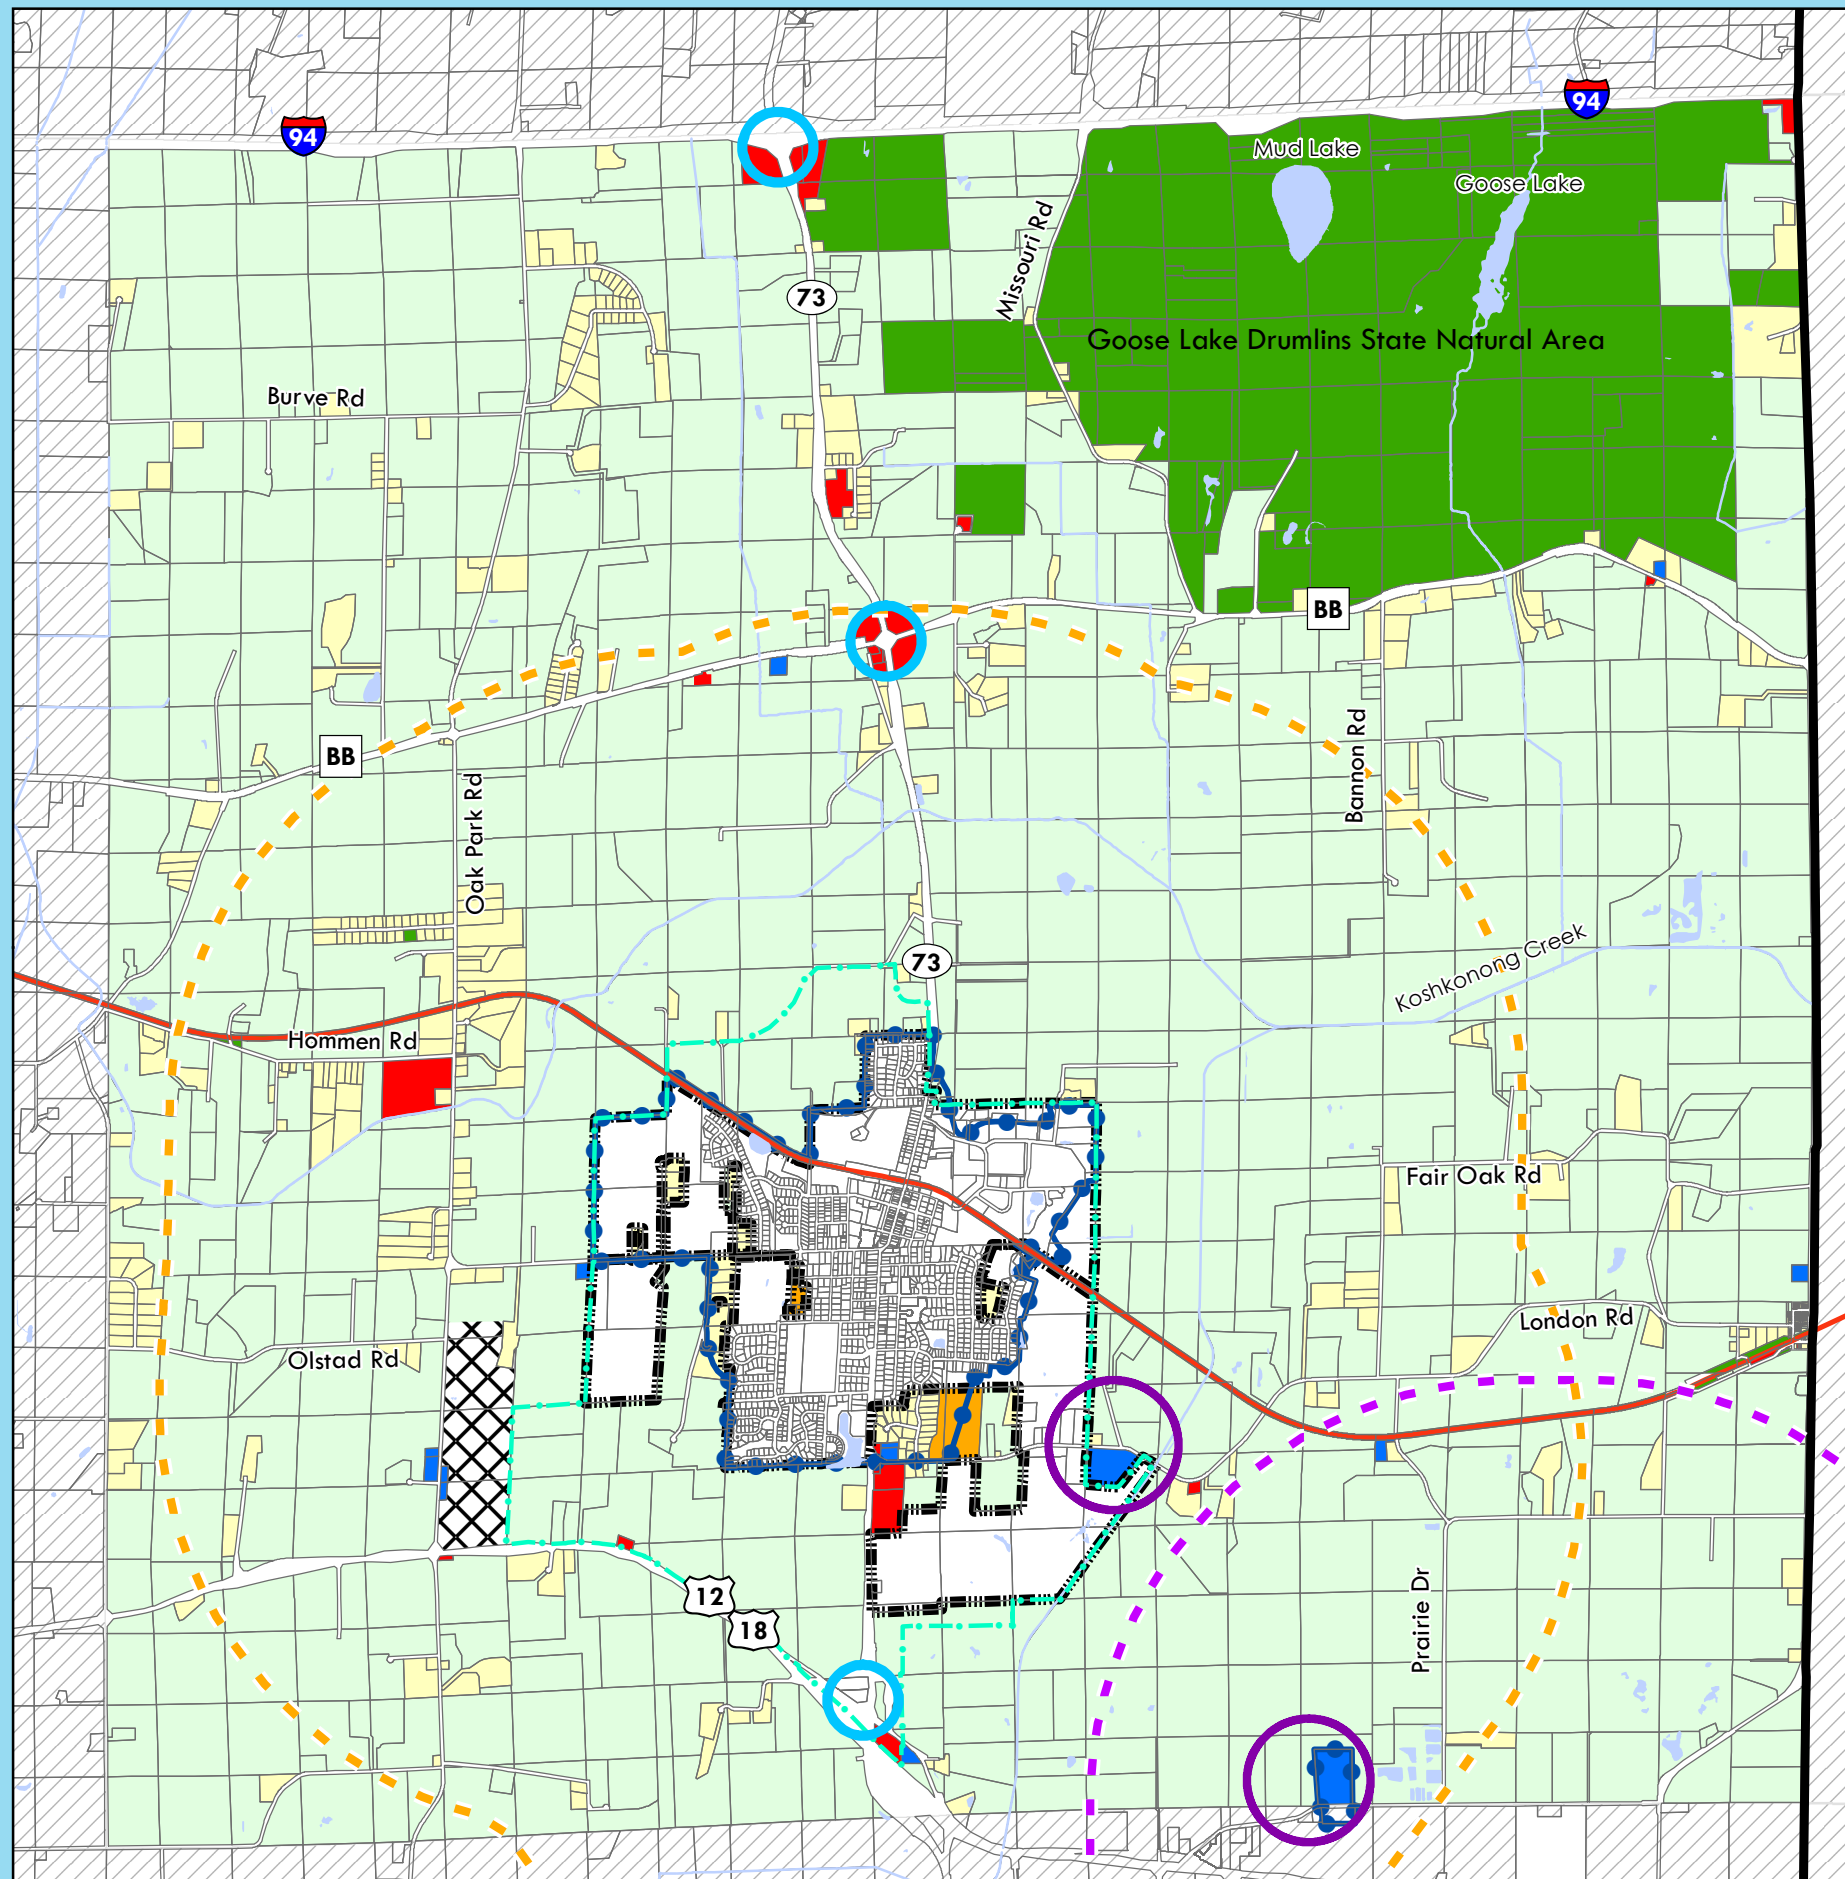 94
94
Mud Lake
Goose Lake
Missouri Rd
73
Goose Lake Drumlins State Natural Area
Burve Rd
BB
BB
Bannon Rd
Oak Park Rd
73
Koshkonong Creek
Hommen Rd
Fair Oak Rd
London Rd
Olstad Rd
12
18
Prairie Dr